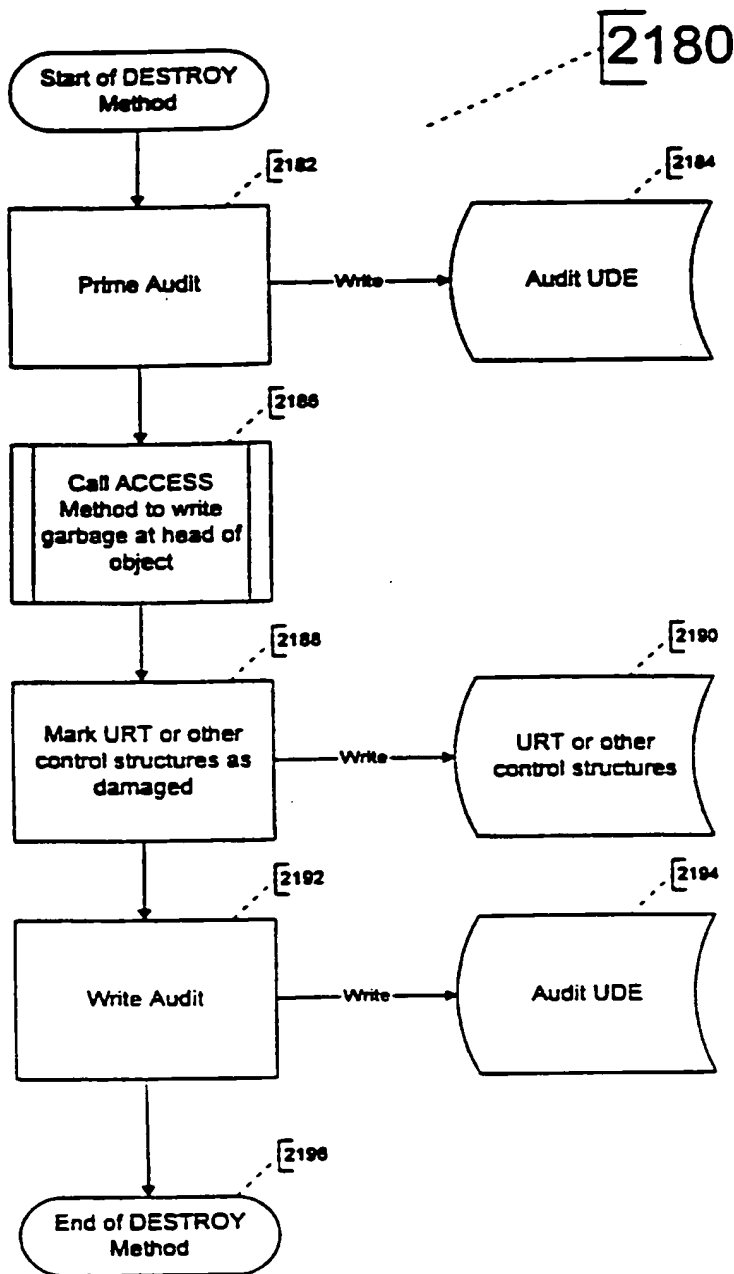 2180
Start of DESTROY
Method
2182
2184
Prime Audit
Write
Audit UDE
2186
Call ACCESS
Method to write
garbage at head of
object
2188
2190
Mark URT or other
control structures as
damaged
Write
URT or other
control structures
2192
2194
Write Audit
Write
Audit UDE
2196
End of DESTROY
Method